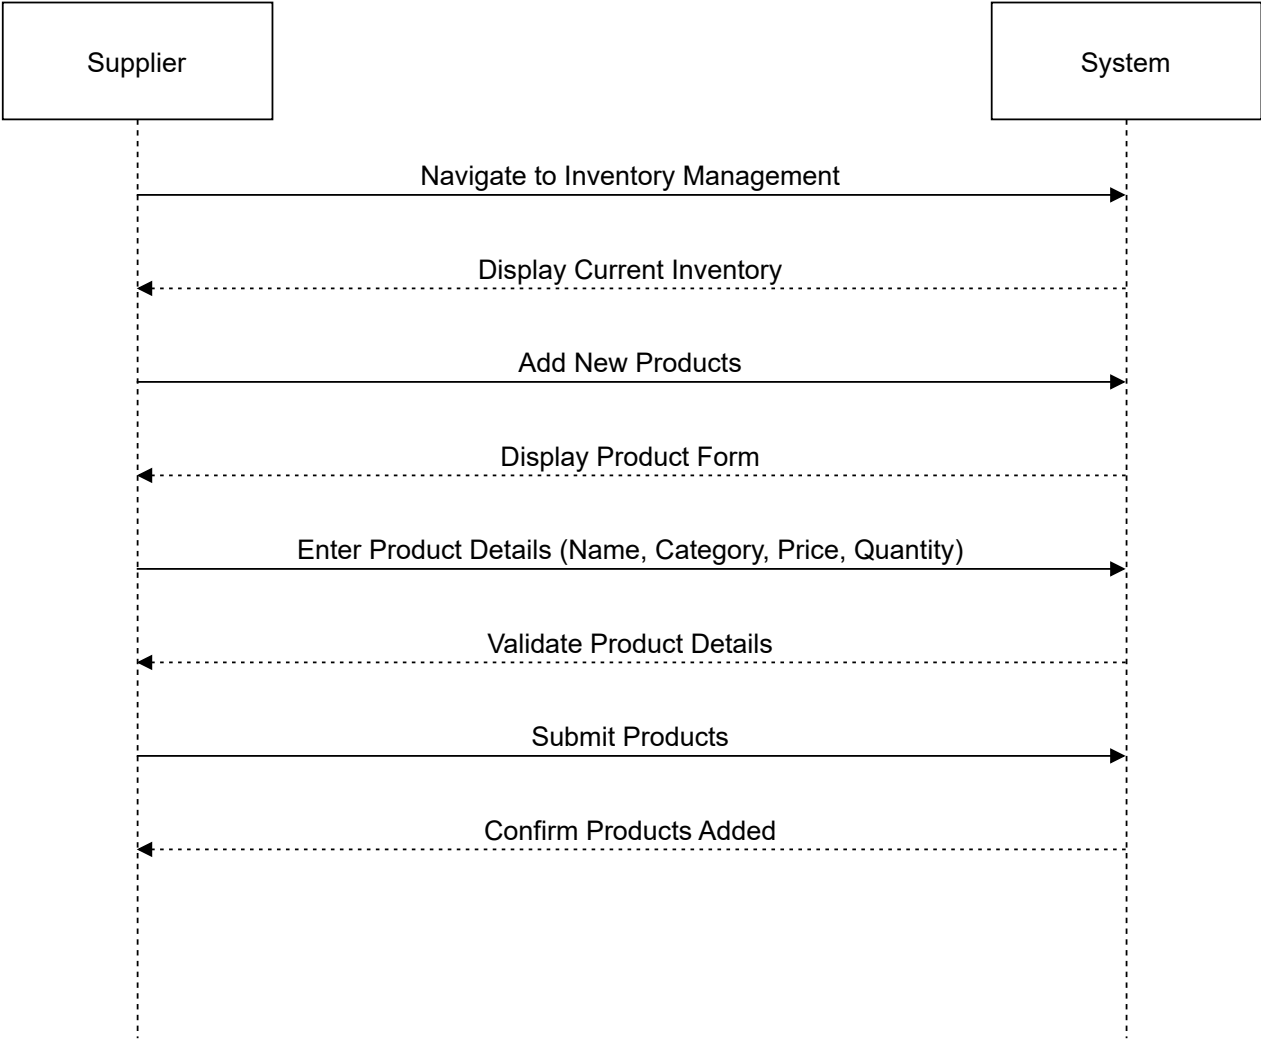 Supplier
System
Navigate to Inventory Management
Display Current Inventory
Add New Products
Display Product Form
Enter Product Details (Name, Category, Price, Quantity)
Validate Product Details
Submit Products
Confirm Products Added